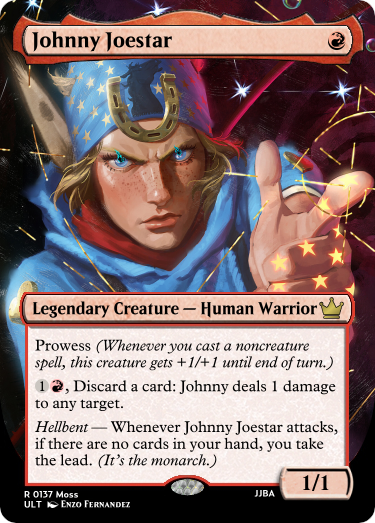 Johnny Joestar
Legendary Creature — Human Warrior
Prowess (Whenever you cast a noncreature
spell, this creature gets +1/+1 until end of turn.)
1, Discard a card: Johnny deals 1 damage
to any target.
Hellbent — Whenever Johnny Joestar attacks,
if there are no cards in your hand, you take
the lead. (It's the monarch.)
1/1
R 0137 Moss
JJBA
ULT Enzo Fernandez